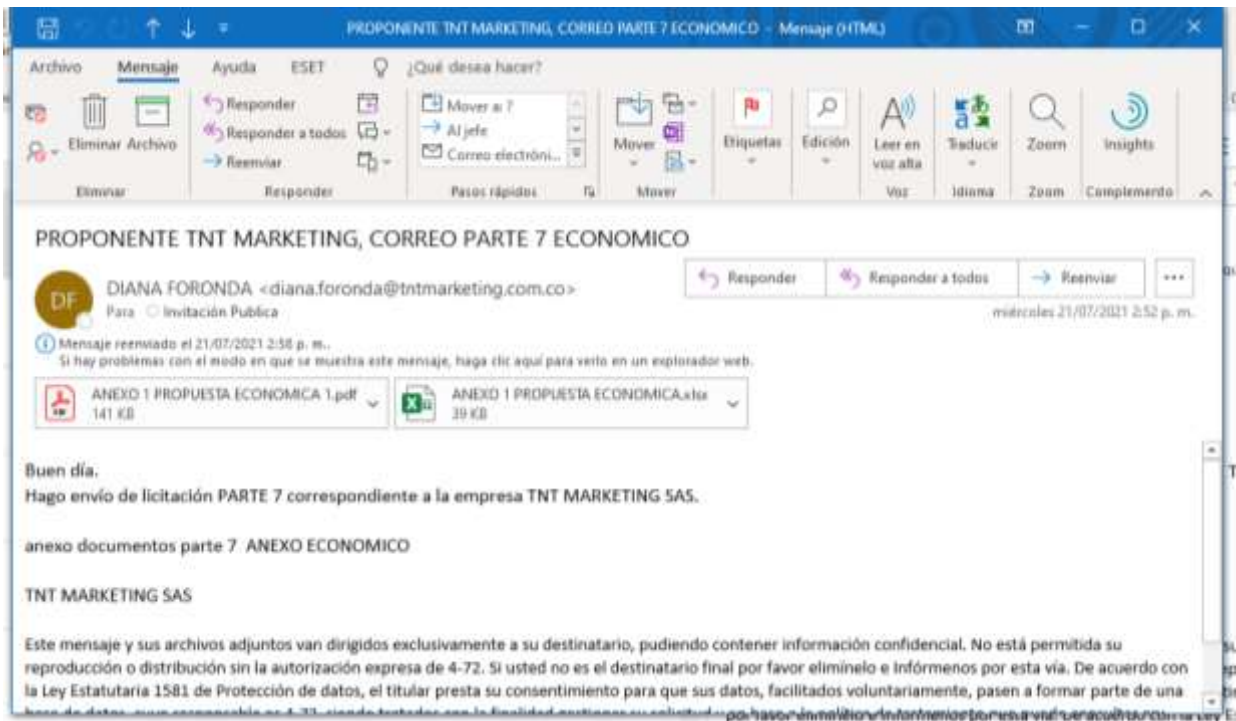 PROPONENTE TNT MARKETING, CORREO PARTE 7 ECONOMICO - Mensaje (HTML)
Archivo Mensaje Ayuda ESET ¿Qué desea hacer?
Eliminar Archivo
Responder
Responder a todos
Reenviar
Mover a: ?
Al jefe
Correo electróni...
Mover
Etiquetas
Edición
Leer en voz alta
Traducir
Zoom
Insights
Eliminar Responder Pasos rápidos Mover Voz Idioma Zoom Complemento
PROPONENTE TNT MARKETING, CORREO PARTE 7 ECONOMICO
DF
DIANA FORONDA <diana.foronda@tntmarketing.com.co>
Para Invitación Publica
Responder Responder a todos Reenviar ...
miércoles 21/07/2021 2:52 p. m.
Mensaje reenviado el 21/07/2021 2:58 p. m..
Si hay problemas con el modo en que se muestra este mensaje, haga clic aquí para verlo en un explorador web.
ANEXO 1 PROPUESTA ECONOMICA 1.pdf
141 KB
ANEXO 1 PROPUESTA ECONOMICA.xlsx
39 KB
Buen día.
Hago envío de licitación PARTE 7 correspondiente a la empresa TNT MARKETING SAS.
anexo documentos parte 7 ANEXO ECONOMICO
TNT MARKETING SAS
Este mensaje y sus archivos adjuntos van dirigidos exclusivamente a su destinatario, pudiendo contener información confidencial. No está permitida su
reproducción o distribución sin la autorización expresa de 4-72. Si usted no es el destinatario final por favor elimínelo e Infórmenos por esta vía. De acuerdo con
la Ley Estatutaria 1581 de Protección de datos, el titular presta su consentimiento para que sus datos, facilitados voluntariamente, pasen a formar parte de una